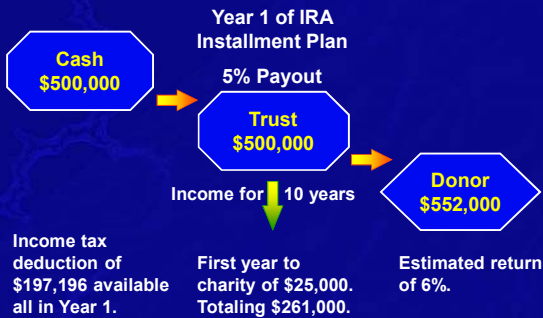 Year 1 of IRA
Installment Plan
Cash
$500,000
5% Payout
Trust
$500,000
Income for 10 years
Donor
$552,000
Income tax
deduction of
$197,196 available
all in Year 1.
First year to
charity of $25,000.
Totaling $261,000.
Estimated return
of 6%.